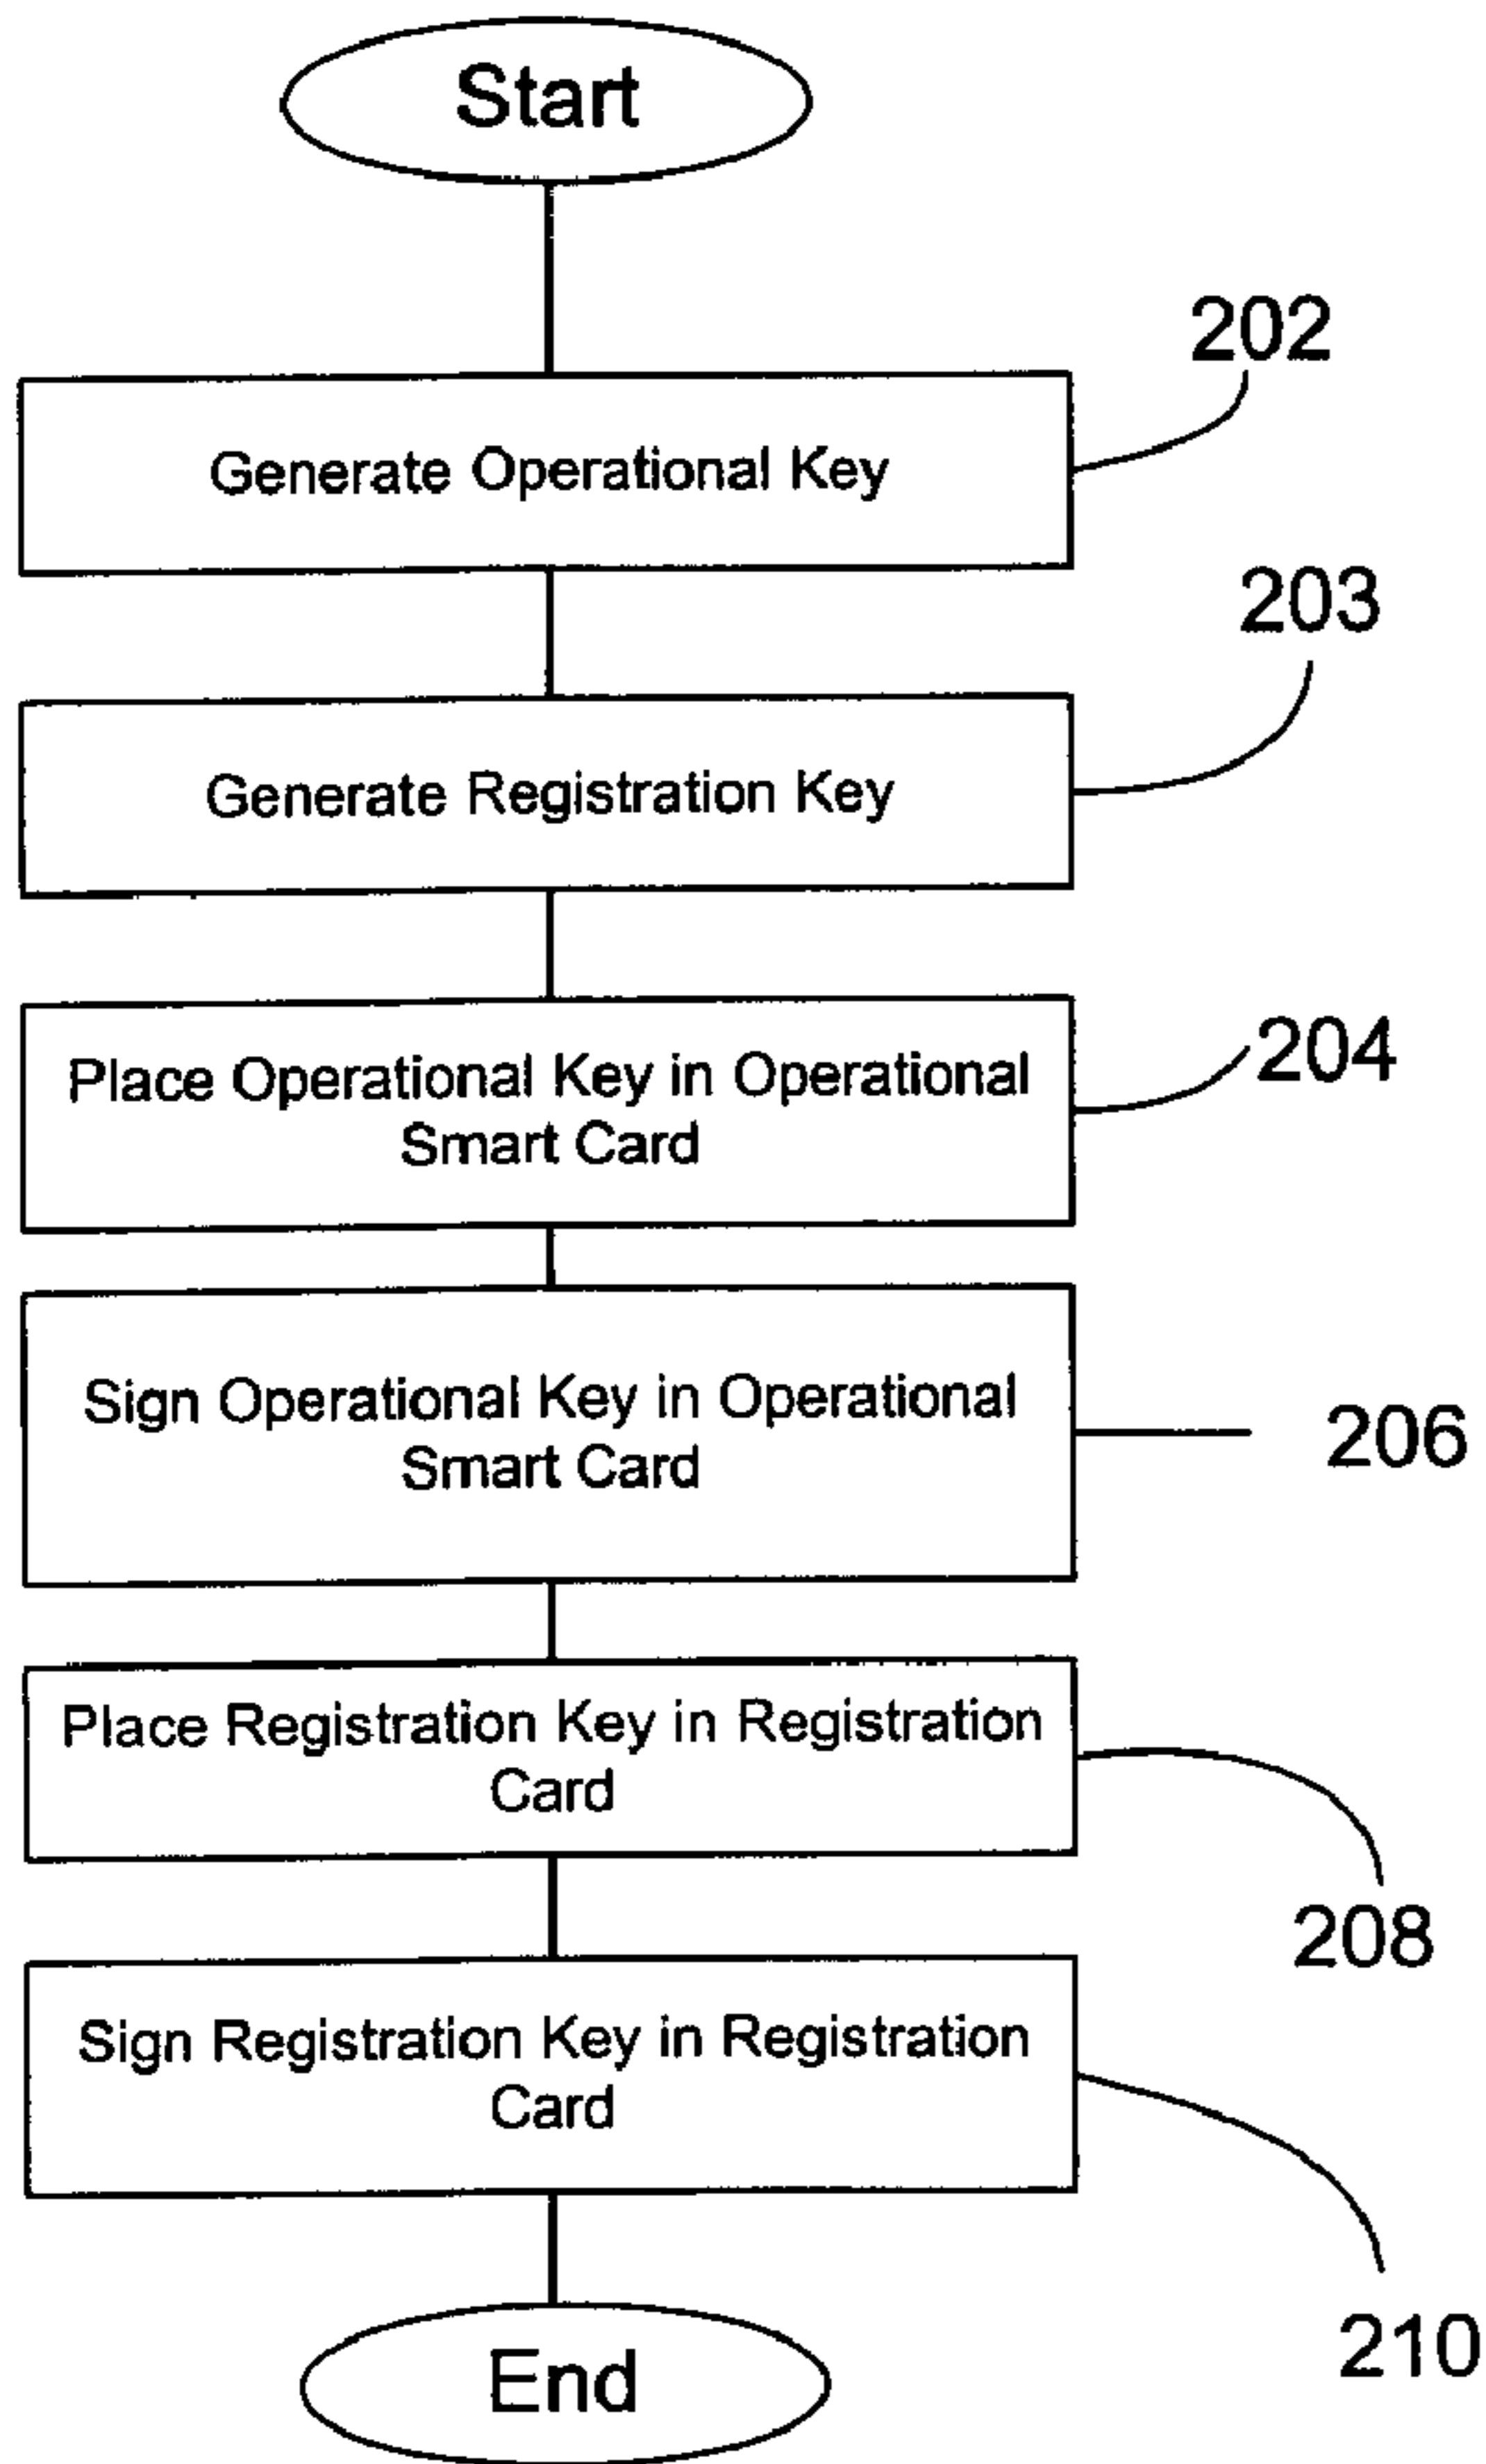 Start
202
Generate Operational Key
203
Generate Registration Key
Place Operational Key in Operational
Smart Card
204
Sign Operational Key in Operational
Smart Card
206
Place Registration Key in Registration
Card
208
Sign Registration Key in Registration
Card
210
End